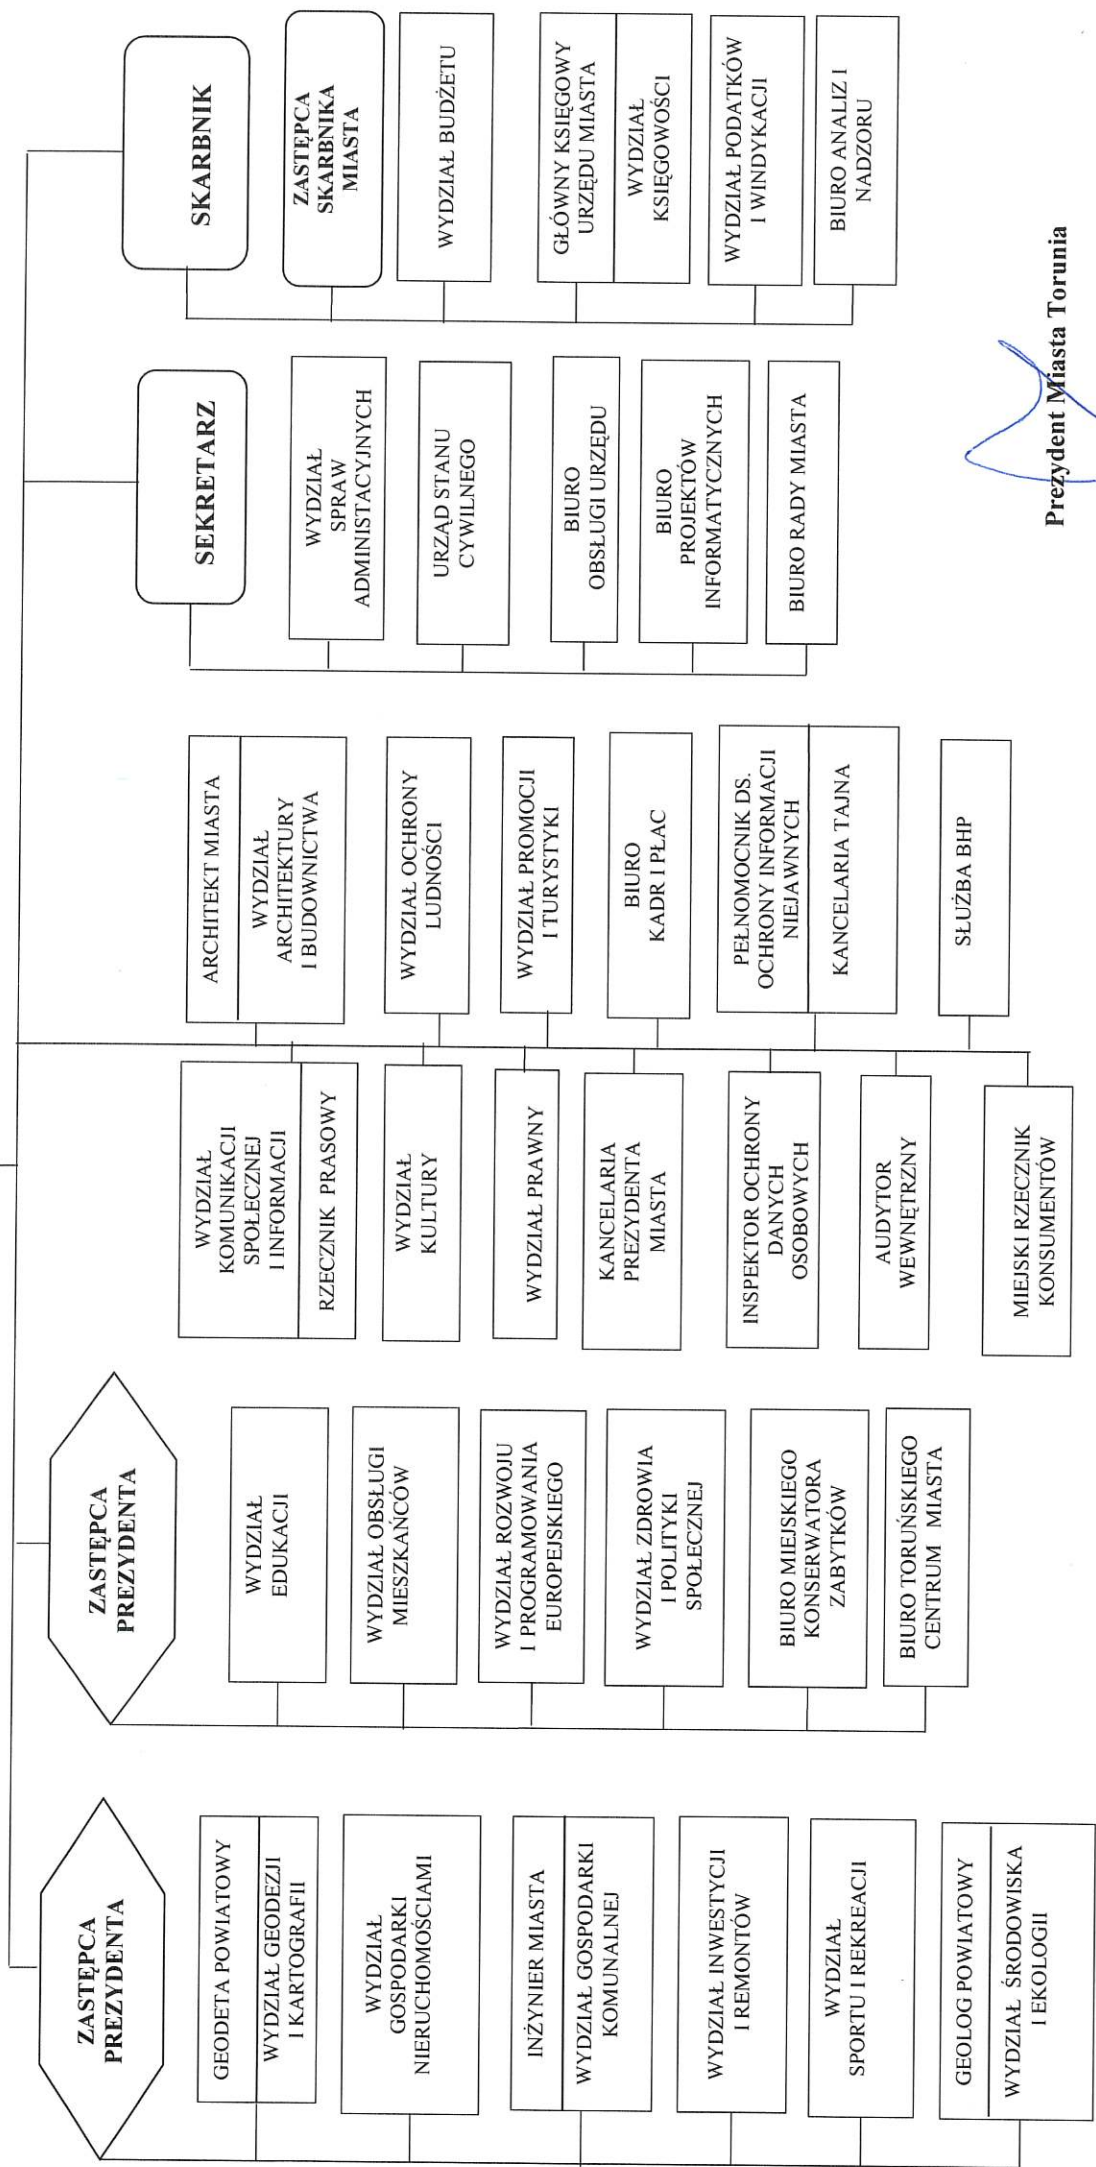 ZASTĘPCA
PREZYDENTA
GEODETA POWIATOWY
WYDZIAŁ GEODEZJI
I KARTOGRAFII
WYDZIAŁ
GOSPODARKI
NIERUCHOMOŚCIAMI
INŻYNIER MIASTA
WYDZIAŁ GOSPODARKI
KOMUNALNEJ
WYDZIAŁ INWESTYCJI
I REMONTÓW
WYDZIAŁ
SPORTU I REKREACJI
GEOLOG POWIATOWY
WYDZIAŁ ŚRODOWISKA
I EKOLOGII
ZASTĘPCA
PREZYDENTA
WYDZIAŁ
EDUKACJI
WYDZIAŁ OBSŁUGI
MIESZKAŃCÓW
WYDZIAŁ ROZWOJU
I PROGRAMOWANIA
EUROPEJSKIEGO
WYDZIAŁ ZDROWIA
I POLITYKI
SPOŁECZNEJ
BIURO MIEJSKIEGO
KONSERWATORA
ZABYTKÓW
BIURO TORUŃSKIEGO
CENTRUM MIASTA
WYDZIAŁ
KOMUNIKACJI
SPOŁECZNEJ
I INFORMACJI
RZECZNIK PRASOWY
WYDZIAŁ
KULTURY
WYDZIAŁ PRAWNY
KANCELARIA
PREZYDENTA
MIASTA
INSPEKTOR OCHRONY
DANYCH
OSOBOWYCH
AUDYTOR
WEWNĘTRZNY
MIEJSKI RZECZNIK
KONSUMENTÓW
ARCHITEKT MIASTA
WYDZIAŁ
ARCHITEKTURY
I BUDOWNICTWA
WYDZIAŁ OCHRONY
LUDNOŚCI
WYDZIAŁ PROMOCJI
I TURYSTYKI
BIURO
KADR I PŁAC
PEŁNOMOCNIK DS.
OCHRONY INFORMACJI
NIEJAWNYCH
KANCELARIA TAJNA
SŁUŻBA BHP
SEKRETARZ
WYDZIAŁ
SPRAW
ADMINISTACYJNYCH
URZĄD STANU
CYWILNEGO
BIURO
OBSŁUGI URZĘDU
BIURO
PROJEKTÓW
INFORMATYCZNYCH
BIURO RADY MIASTA
SKARBNIK
ZASTĘPCA
SKARBNIKA
MIASTA
WYDZIAŁ BUDŻETU
GŁÓWNY KSIĘGOWY
URZĘDU MIASTA
WYDZIAŁ
KSIĘGOWOŚCI
WYDZIAŁ PODATKÓW
I WINDYKACJI
BIURO ANALIZ I
NADZORU
Prezydent Miasta Torunia